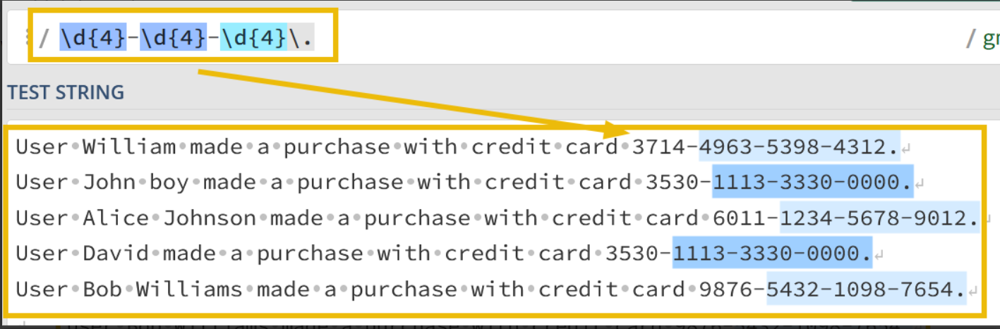 / \d{4}-\d{4}-\d{4}\. / g
TEST STRING
User·William·made·a·purchase·with·credit·card·3714-4963-5398-4312.↵
User·John·boy·made·a·purchase·with·credit·card·3530-1113-3330-0000.↵
User·Alice·Johnson·made·a·purchase·with·credit·card·6011-1234-5678-9012.↵
User·David·made·a·purchase·with·credit·card·3530-1113-3330-0000.↵
User·Bob·Williams·made·a·purchase·with·credit·card·9876-5432-1098-7654.↵